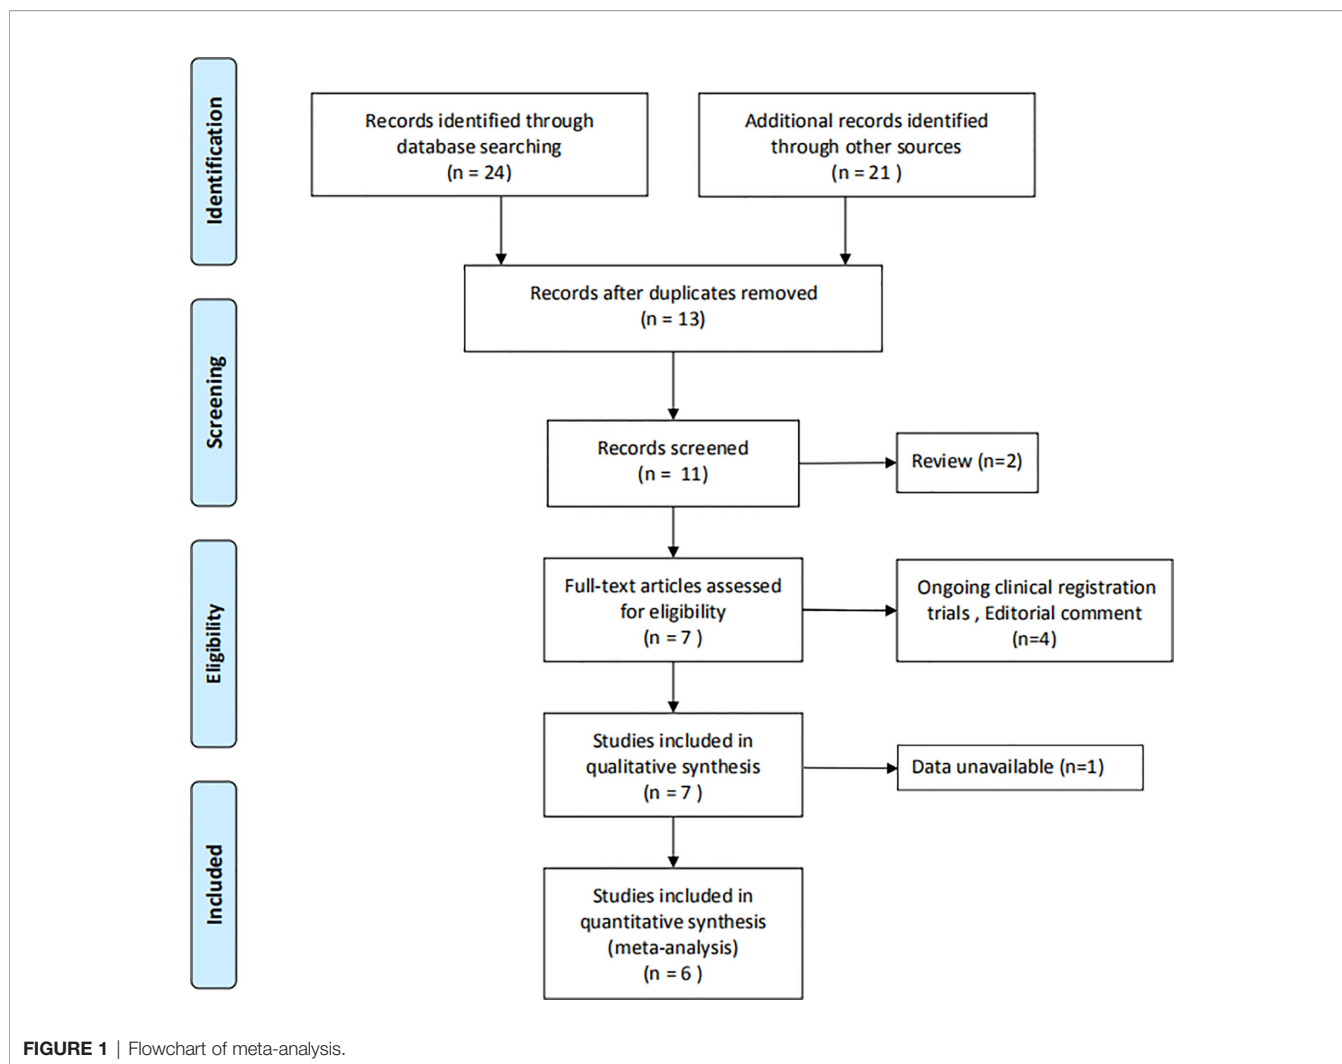 Identification
Records identified through
database searching
(n = 24)
Additional records identified
through other sources
(n = 21 )
Records after duplicates removed
(n = 13)
Screening
Records screened
(n = 11)
Review (n=2)
Eligibility
Full-text articles assessed
for eligibility
(n = 7 )
Ongoing clinical registration
trials , Editorial comment
(n=4)
Studies included in
qualitative synthesis
(n = 7 )
Data unavailable (n=1)
Included
Studies included in
quantitative synthesis
(meta-analysis)
(n = 6 )
FIGURE 1 | Flowchart of meta-analysis.